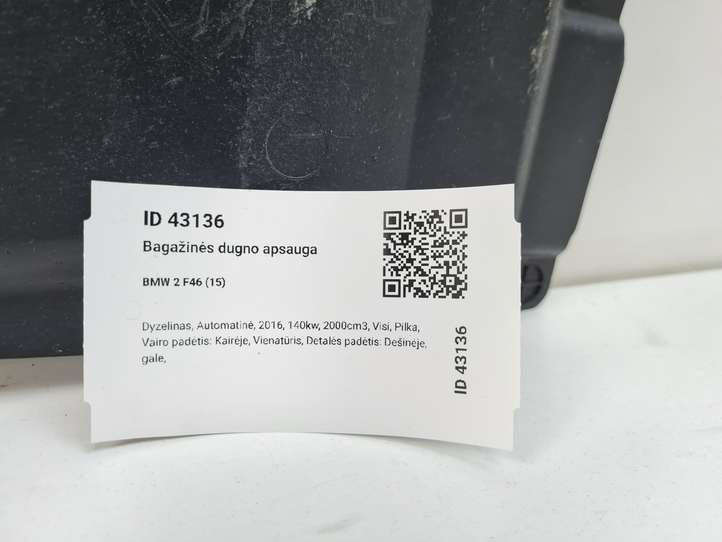 ID 43136
Bagažinės dugno apsauga
BMW 2 F46 (15)
Dyzelinas, Automatinė, 2016, 140kw, 2000cm3, Visi, Pilka,
Vairo padėtis: Kairėje, Vienatūris, Detalės padėtis: Dešinėje,
gale,
ID 43136